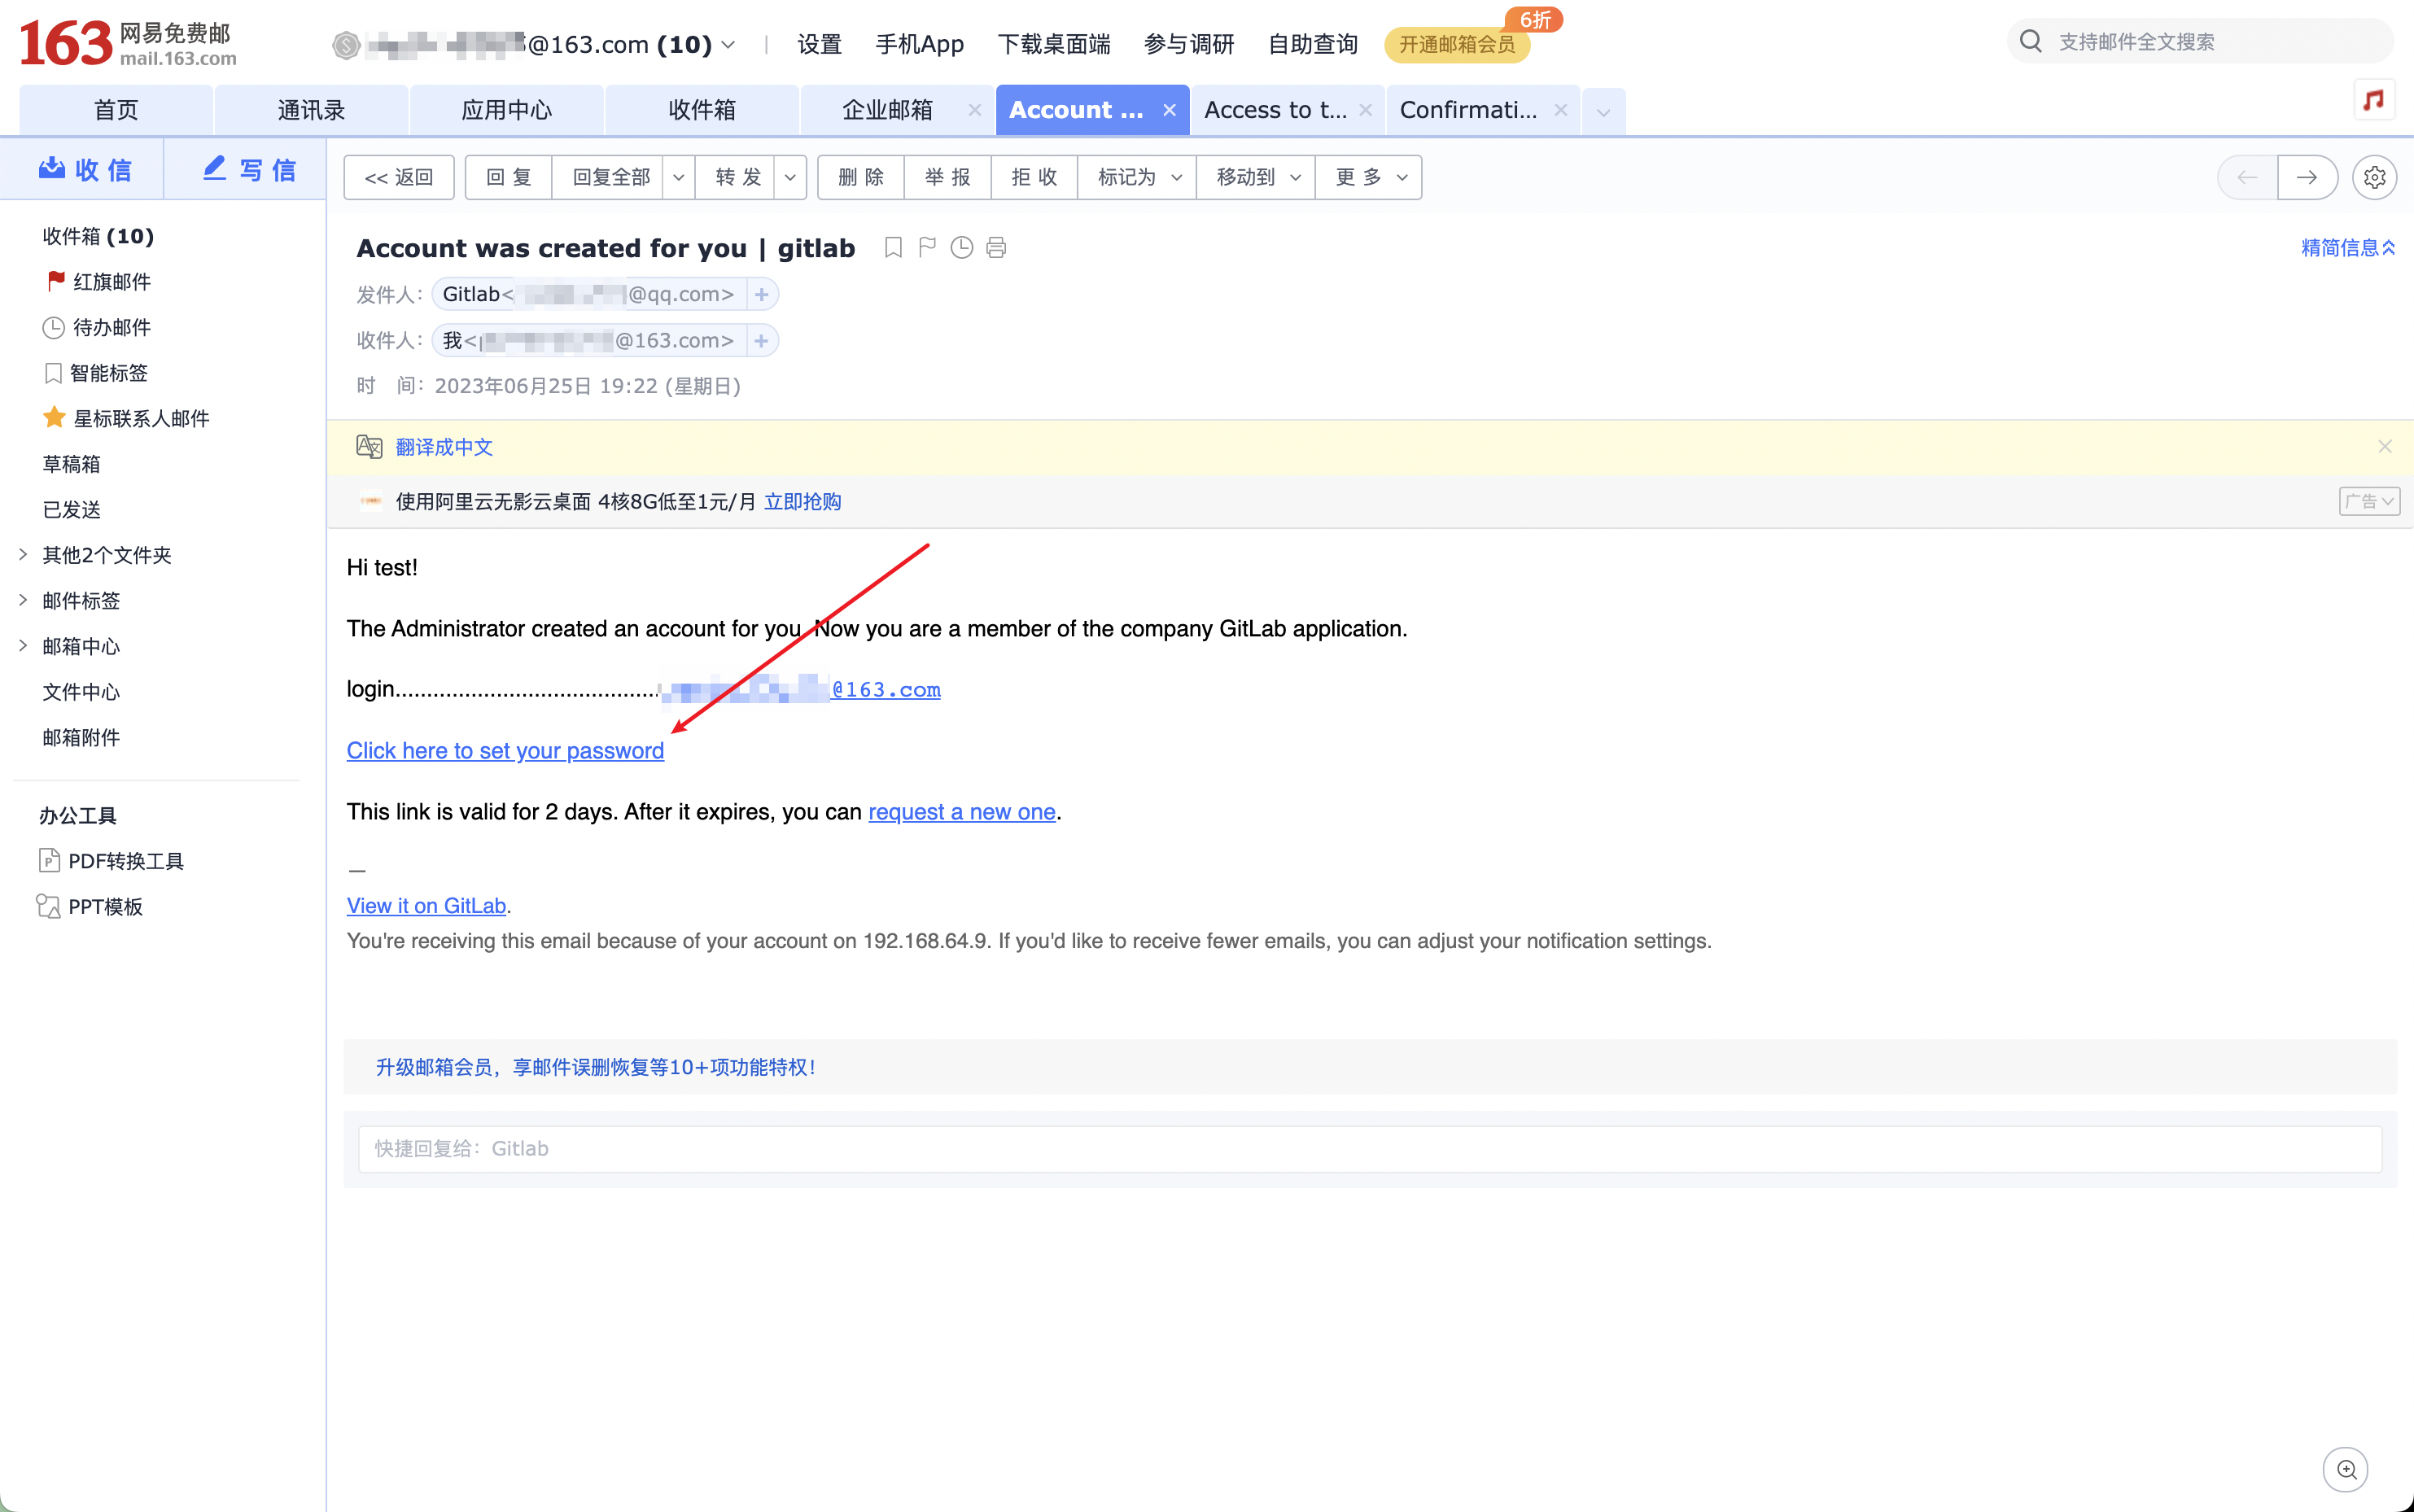 163 网易免费邮
mail.163.com
@163.com (10)
设置 手机App 下载桌面端 参与调研 自助查询 开通邮箱会员 6折
支持邮件全文搜索
首页 通讯录 应用中心 收件箱 企业邮箱 Account ... Access to t... Confirmati...
收 信 写 信
<< 返回 回 复 回复全部 转 发 删 除 举 报 拒 收 标记为 移动到 更 多
收件箱 (10)
红旗邮件
待办邮件
智能标签
星标联系人邮件
草稿箱
已发送
其他2个文件夹
邮件标签
邮箱中心
文件中心
邮箱附件
办公工具
PDF转换工具
PPT模板
Account was created for you | gitlab
精简信息
发件人： Gitlab< @qq.com> +
收件人： 我< @163.com> +
时 间： 2023年06月25日 19:22 (星期日)
翻译成中文
使用阿里云无影云桌面 4核8G低至1元/月 立即抢购
广告
Hi test!
The Administrator created an account for you. Now you are a member of the company GitLab application.
login.......................................... @163.com
Click here to set your password
This link is valid for 2 days. After it expires, you can request a new one.
—
View it on GitLab.
You're receiving this email because of your account on 192.168.64.9. If you'd like to receive fewer emails, you can adjust your notification settings.
升级邮箱会员，享邮件误删恢复等10+项功能特权！
快捷回复给：Gitlab